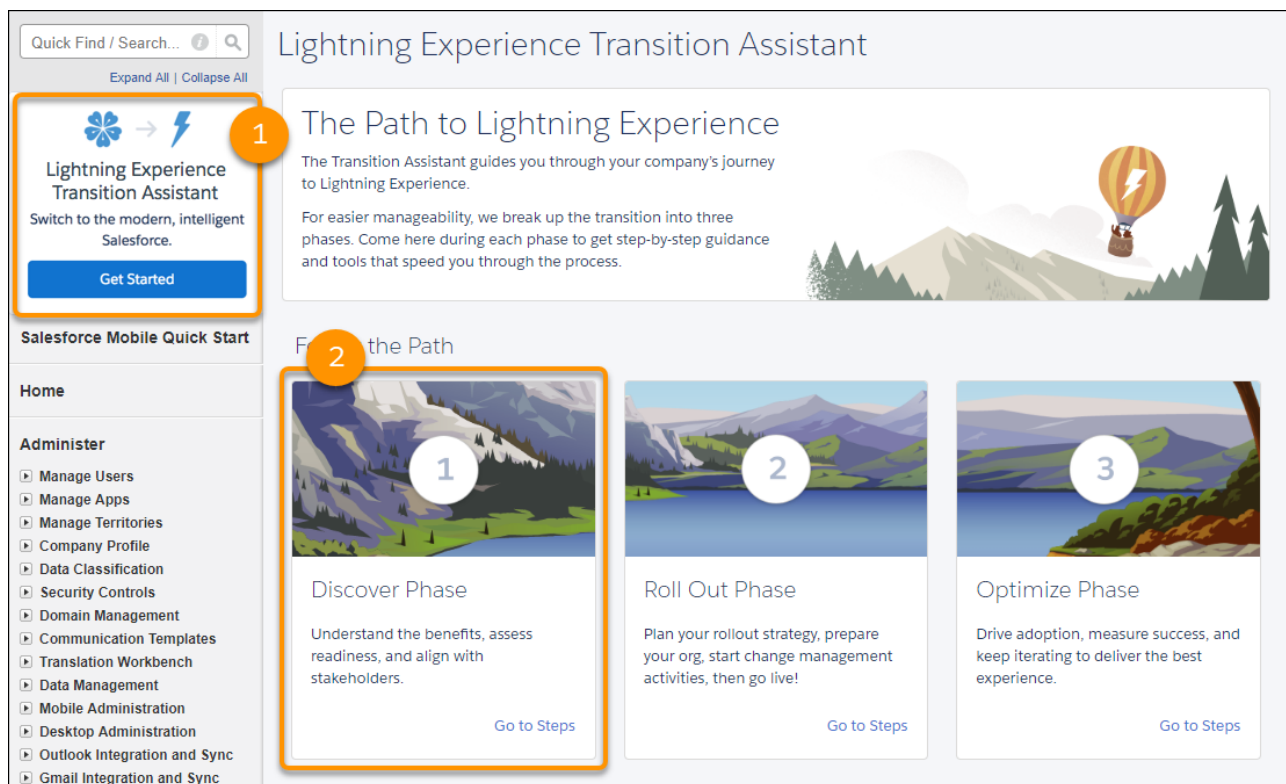 Quick Find / Search...
Expand All | Collapse All
1
Lightning Experience
Transition Assistant
Switch to the modern, intelligent
Salesforce.
Get Started
Salesforce Mobile Quick Start
Home
Administer
Manage Users
Manage Apps
Manage Territories
Company Profile
Data Classification
Security Controls
Domain Management
Communication Templates
Translation Workbench
Data Management
Mobile Administration
Desktop Administration
Outlook Integration and Sync
Gmail Integration and Sync
Lightning Experience Transition Assistant
The Path to Lightning Experience
The Transition Assistant guides you through your company's journey
to Lightning Experience.
For easier manageability, we break up the transition into three
phases. Come here during each phase to get step-by-step guidance
and tools that speed you through the process.
the Path
2
1
Discover Phase
Understand the benefits, assess
readiness, and align with
stakeholders.
Go to Steps
2
Roll Out Phase
Plan your rollout strategy, prepare
your org, start change management
activities, then go live!
Go to Steps
3
Optimize Phase
Drive adoption, measure success, and
keep iterating to deliver the best
experience.
Go to Steps